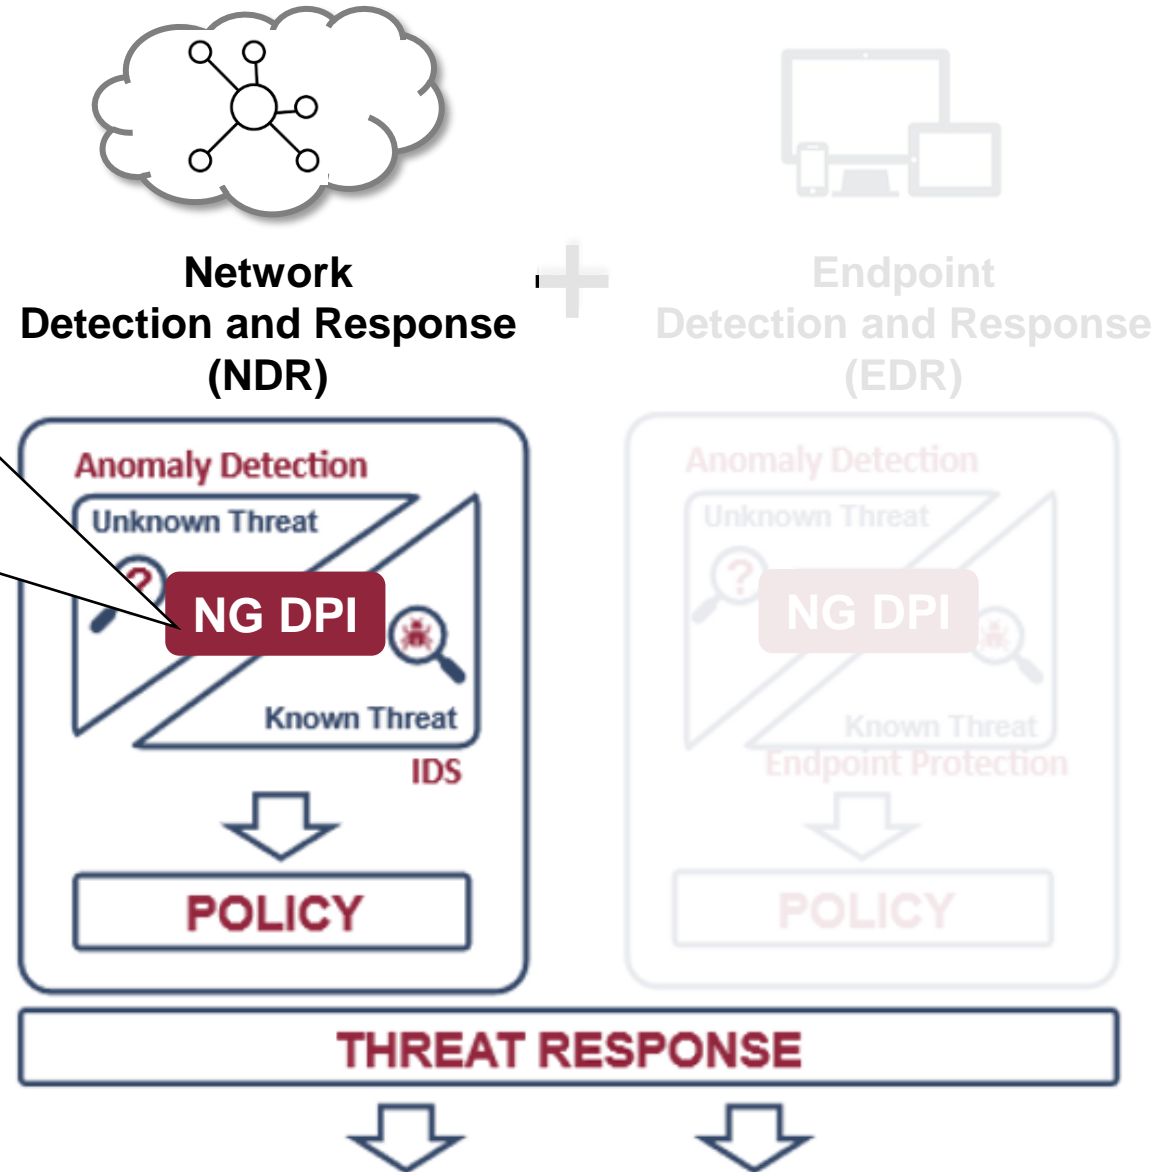 Network
Detection and Response
(NDR)
+
Endpoint
Detection and Response
(EDR)
Anomaly Detection
Unknown Threat
?
NG DPI
Known Threat
IDS
POLICY
Anomaly Detection
Unknown Threat
?
NG DPI
Known Threat
Endpoint Protection
POLICY
THREAT RESPONSE